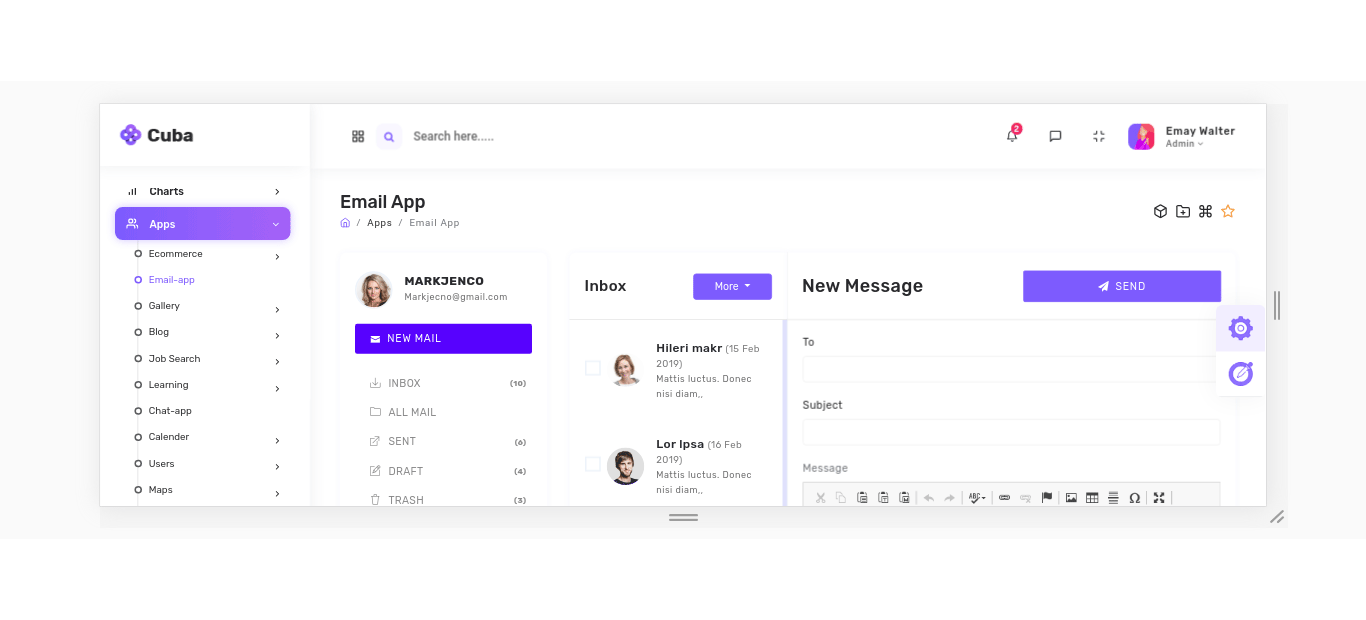 Cuba
Search here.....
2
Emay Walter
Admin
Charts
Apps
Ecommerce
Email-app
Gallery
Blog
Job Search
Learning
Chat-app
Calender
Users
Maps
Email App
/ Apps / Email App
MARKJENCO
Markjecno@gmail.com
NEW MAIL
INBOX (10)
ALL MAIL
SENT (6)
DRAFT (4)
TRASH (3)
Inbox
More
Hileri makr (15 Feb
2019)
Mattis luctus. Donec
nisi diam,,
Lor Ipsa (16 Feb
2019)
Mattis luctus. Donec
nisi diam,,
New Message
SEND
To
Subject
Message
ABC
Ω